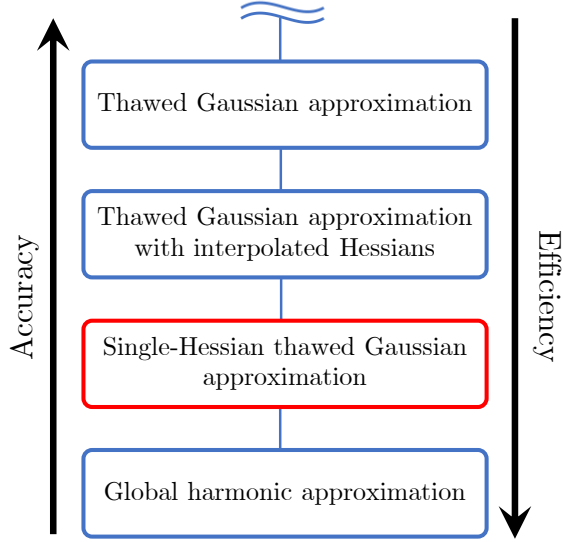 Thawed Gaussian approximation
Thawed Gaussian approximation
with interpolated Hessians
Single-Hessian thawed Gaussian
approximation
Global harmonic approximation
Accuracy
Efficiency